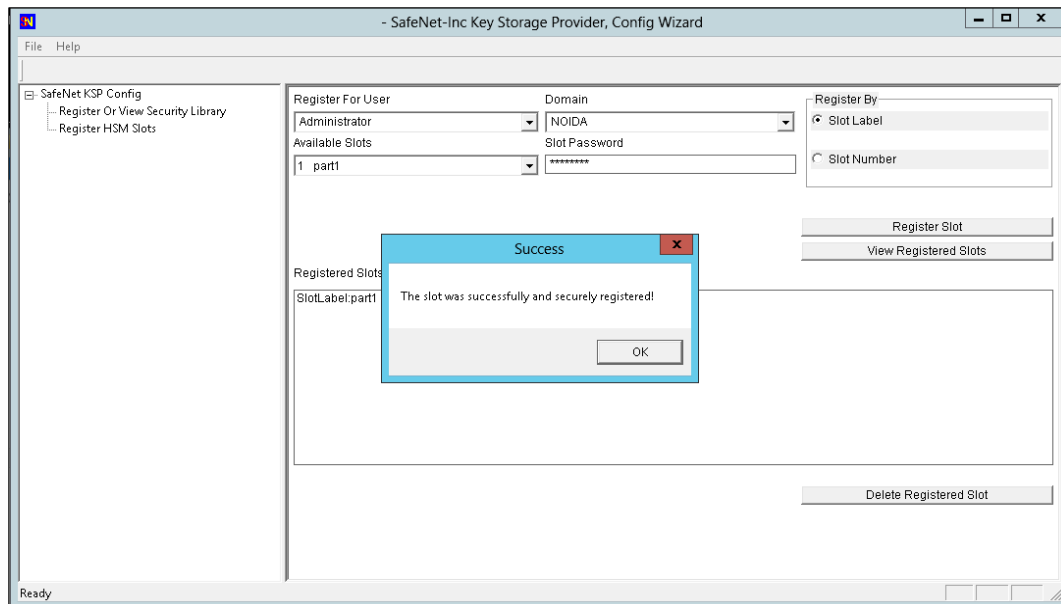 - SafeNet-Inc Key Storage Provider, Config Wizard
File Help
SafeNet KSP Config
Register Or View Security Library
Register HSM Slots
Register For User
Domain
Register By
Administrator
NOIDA
Slot Label
Available Slots
Slot Password
1 part1
********
Slot Number
Register Slot
View Registered Slots
Success
Registered Slots
SlotLabel:part1
The slot was successfully and securely registered!
OK
Delete Registered Slot
Ready